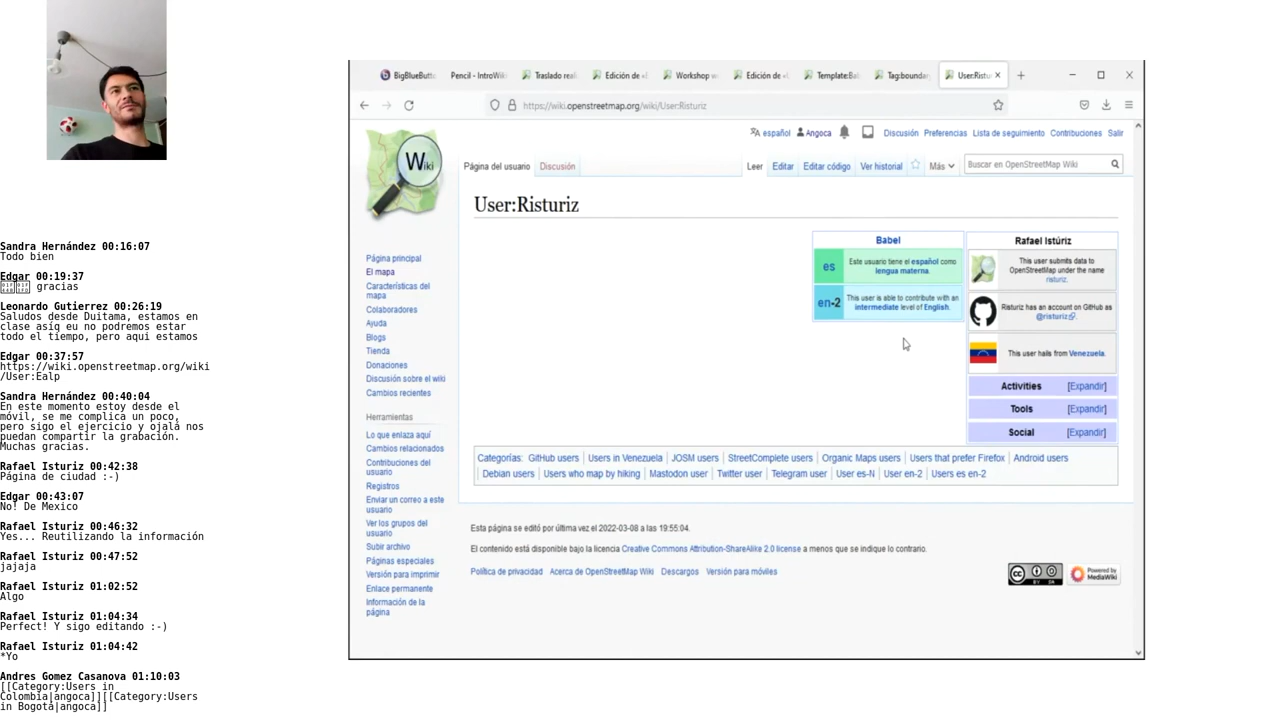 Sandra Hernández 00:16:07
Todo bien
Edgar 00:19:37
gracias
Leonardo Gutierrez 00:26:19
Saludos desde Duitama, estamos en
clase asig eu no podremos estar
todo el tiempo, pero aqui estamos
Edgar 00:37:57
https://wiki.openstreetmap.org/wiki
/User:Ealp
Sandra Hernández 00:40:04
En este momento estoy desde el
móvil, se me complica un poco,
pero sigo el ejercicio y ojalá nos
puedan compartir la grabación.
Muchas gracias.
Rafael Isturiz 00:42:38
Página de ciudad :-)
Edgar 00:43:07
No! De Mexico
Rafael Isturiz 00:46:32
Yes... Reutilizando la información
Rafael Isturiz 00:47:52
jajaja
Rafael Isturiz 01:02:52
Algo
Rafael Isturiz 01:04:34
Perfect! Y sigo editando :-)
Rafael Isturiz 01:04:42
*Yo
Andres Gomez Casanova 01:10:03
[[Category:Users in
Colombia|angoca]][[Category:Users
in Bogotá|angoca]]
BigBlueButt Pencil - IntroWiki Traslado real Edición de «I Workshop w Edición de «L Template:Bal Tag:boundar User:Ristur
https://wiki.openstreetmap.org/wiki/User:Risturiz
español Angoca Discusión Preferencias Lista de seguimiento Contribuciones Salir
Wiki
Página del usuario Discusión Leer Editar Editar código Ver historial Más Buscar en OpenStreetMap Wiki
User:Risturiz
Página principal
El mapa
Características del
mapa
Colaboradores
Ayuda
Blogs
Tienda
Donaciones
Discusión sobre el wiki
Cambios recientes
Herramientas
Lo que enlaza aquí
Cambios relacionados
Contribuciones del
usuario
Registros
Enviar un correo a este
usuario
Ver los grupos del
usuario
Subir archivo
Páginas especiales
Versión para imprimir
Enlace permanente
Información de la
página
Babel
es Este usuario tiene el español como
lengua materna.
en-2 This user is able to contribute with an
intermediate level of English.
Rafael Istúriz
This user submits data to
OpenStreetMap under the name
risturiz.
Risturiz has an account on GitHub as
@risturiz.
This user hails from Venezuela.
Activities [Expandir]
Tools [Expandir]
Social [Expandir]
Categorías: GitHub users Users in Venezuela JOSM users StreetComplete users Organic Maps users Users that prefer Firefox Android users
Debian users Users who map by hiking Mastodon user Twitter user Telegram user User es-N User en-2 Users es en-2
Esta página se editó por última vez el 2022-03-08 a las 19:55:04.
El contenido está disponible bajo la licencia Creative Commons Attribution-ShareAlike 2.0 license a menos que se indique lo contrario.
Política de privacidad Acerca de OpenStreetMap Wiki Descargos Versión para móviles
cc BY SA
Powered by
MediaWiki